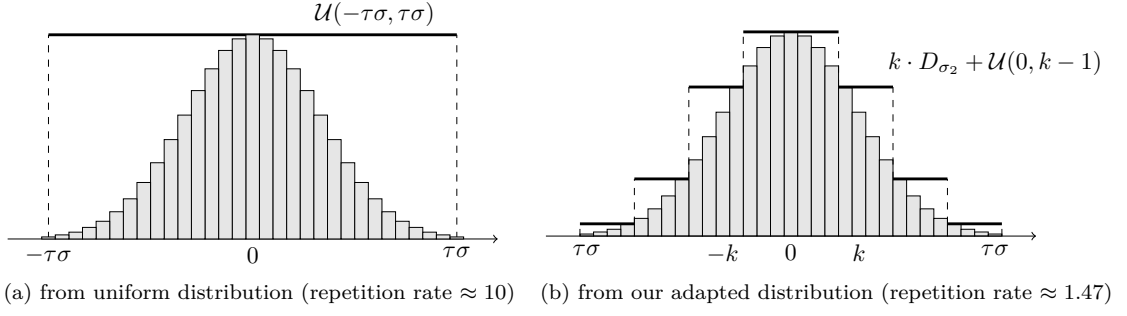 𝒰(−τσ, τσ)
k · D_{σ₂} + 𝒰(0, k − 1)
−τσ 0 τσ
τσ −k 0 k τσ
(a) from uniform distribution (repetition rate ≈ 10)
(b) from our adapted distribution (repetition rate ≈ 1.47)